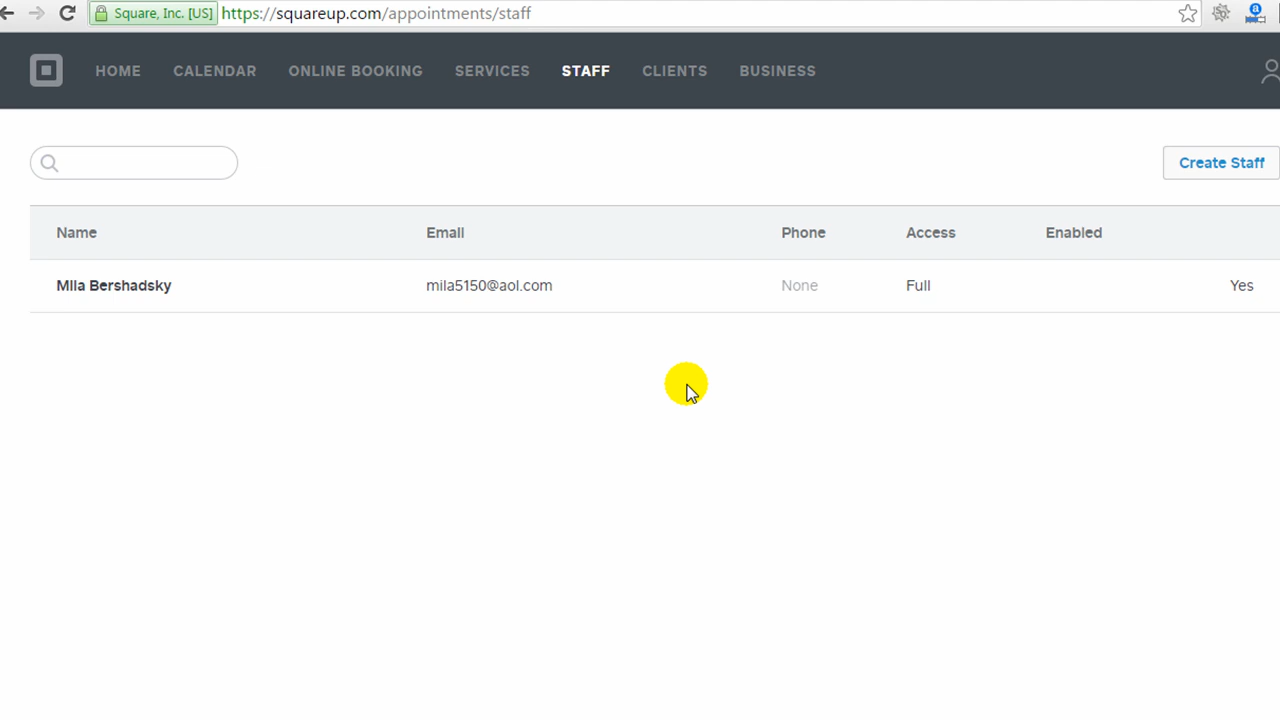 Square, Inc. [US] https://squareup.com/appointments/staff
HOME CALENDAR ONLINE BOOKING SERVICES STAFF CLIENTS BUSINESS
Create Staff
Name Email Phone Access Enabled
MIla Bershadsky mila5150@aol.com None Full Yes